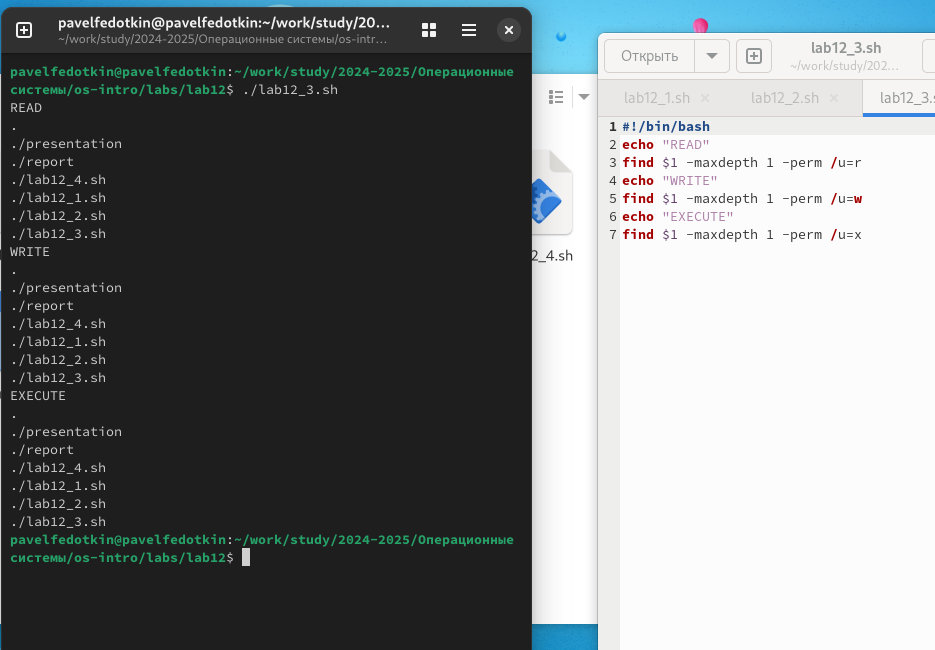 pavelfedotkin@pavelfedotkin:~/work/study/20...
~/work/study/2024-2025/Операционные системы/os-intr...
pavelfedotkin@pavelfedotkin:~/work/study/2024-2025/Операционные
системы/os-intro/labs/lab12$ ./lab12_3.sh
READ
.
./presentation
./report
./lab12_4.sh
./lab12_1.sh
./lab12_2.sh
./lab12_3.sh
WRITE
.
./presentation
./report
./lab12_4.sh
./lab12_1.sh
./lab12_2.sh
./lab12_3.sh
EXECUTE
.
./presentation
./report
./lab12_4.sh
./lab12_1.sh
./lab12_2.sh
./lab12_3.sh
pavelfedotkin@pavelfedotkin:~/work/study/2024-2025/Операционные
системы/os-intro/labs/lab12$
2_4.sh
Открыть
lab12_3.sh
~/work/study/202...
lab12_1.sh
lab12_2.sh
lab12_3.s
1 #!/bin/bash
2 echo "READ"
3 find $1 -maxdepth 1 -perm /u=r
4 echo "WRITE"
5 find $1 -maxdepth 1 -perm /u=w
6 echo "EXECUTE"
7 find $1 -maxdepth 1 -perm /u=x